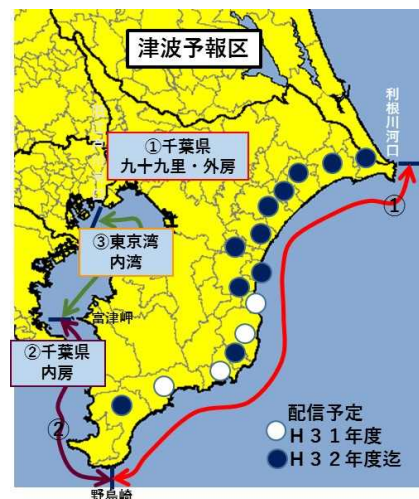 津波予報区
利根川河口
①千葉県
九十九里・外房
①
③東京湾
内湾
富津岬
②千葉県
内房
②
配信予定
H31年度
H32年度迄
野島崎